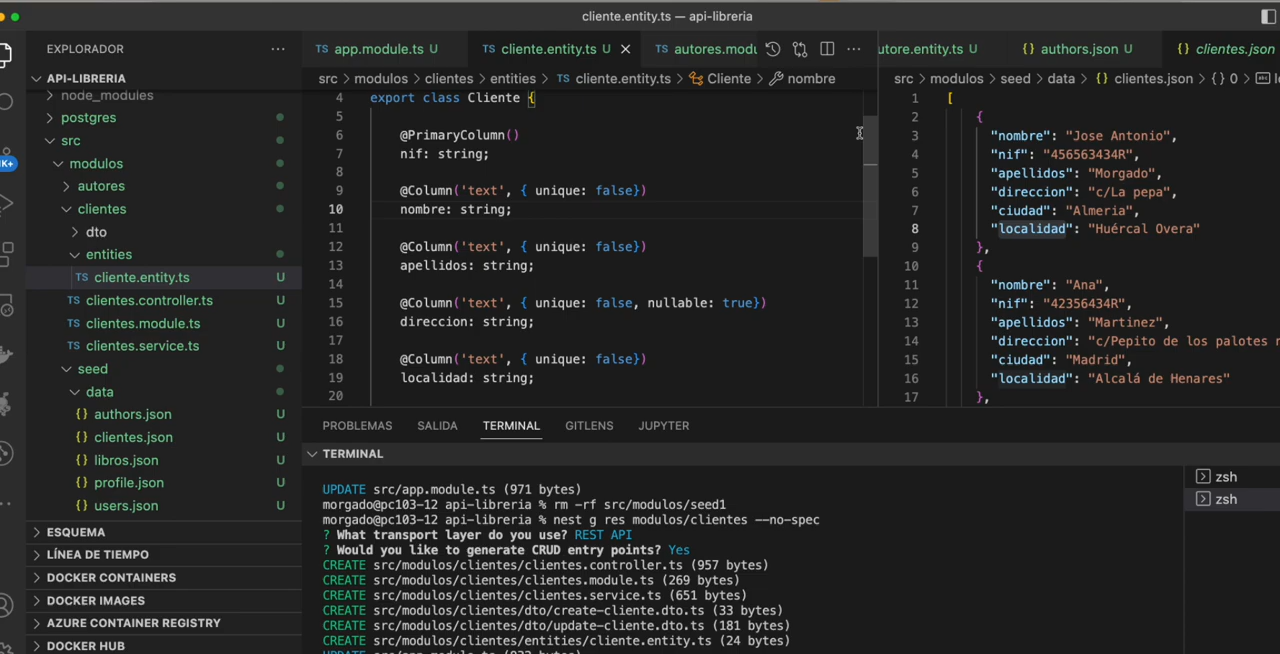 cliente.entity.ts — api-libreria
EXPLORADOR
API-LIBRERIA
node_modules
postgres
src
modulos
autores
clientes
dto
entities
TS cliente.entity.ts U
TS clientes.controller.ts U
TS clientes.module.ts U
TS clientes.service.ts U
seed
data
{} authors.json U
{} clientes.json U
{} libros.json U
{} profile.json U
{} users.json U
ESQUEMA
LÍNEA DE TIEMPO
DOCKER CONTAINERS
DOCKER IMAGES
AZURE CONTAINER REGISTRY
DOCKER HUB
K+
TS app.module.ts U
TS cliente.entity.ts U
TS autores.modu
src > modulos > clientes > entities > TS cliente.entity.ts > Cliente > nombre
4 export class Cliente {
5
6 @PrimaryColumn()
7 nif: string;
8
9 @Column('text', { unique: false})
10 nombre: string;
11
12 @Column('text', { unique: false})
13 apellidos: string;
14
15 @Column('text', { unique: false, nullable: true})
16 direccion: string;
17
18 @Column('text', { unique: false})
19 localidad: string;
20
utore.entity.ts U
{} authors.json U
{} clientes.json
src > modulos > seed > data > {} clientes.json > {} 0 >
1 [
2 {
3 "nombre": "Jose Antonio",
4 "nif": "456563434R",
5 "apellidos": "Morgado",
6 "direccion": "c/La pepa",
7 "ciudad": "Almeria",
8 "localidad": "Huércal Overa"
9 },
10 {
11 "nombre": "Ana",
12 "nif": "42356434R",
13 "apellidos": "Martinez",
14 "direccion": "c/Pepito de los palotes
15 "ciudad": "Madrid",
16 "localidad": "Alcalá de Henares"
17 },
PROBLEMAS SALIDA TERMINAL GITLENS JUPYTER
TERMINAL
UPDATE src/app.module.ts (971 bytes)
morgado@pc103-12 api-libreria % rm -rf src/modulos/seed1
morgado@pc103-12 api-libreria % nest g res modulos/clientes --no-spec
? What transport layer do you use? REST API
? Would you like to generate CRUD entry points? Yes
CREATE src/modulos/clientes/clientes.controller.ts (957 bytes)
CREATE src/modulos/clientes/clientes.module.ts (269 bytes)
CREATE src/modulos/clientes/clientes.service.ts (651 bytes)
CREATE src/modulos/clientes/dto/create-cliente.dto.ts (33 bytes)
CREATE src/modulos/clientes/dto/update-cliente.dto.ts (181 bytes)
CREATE src/modulos/clientes/entities/cliente.entity.ts (24 bytes)
zsh
zsh